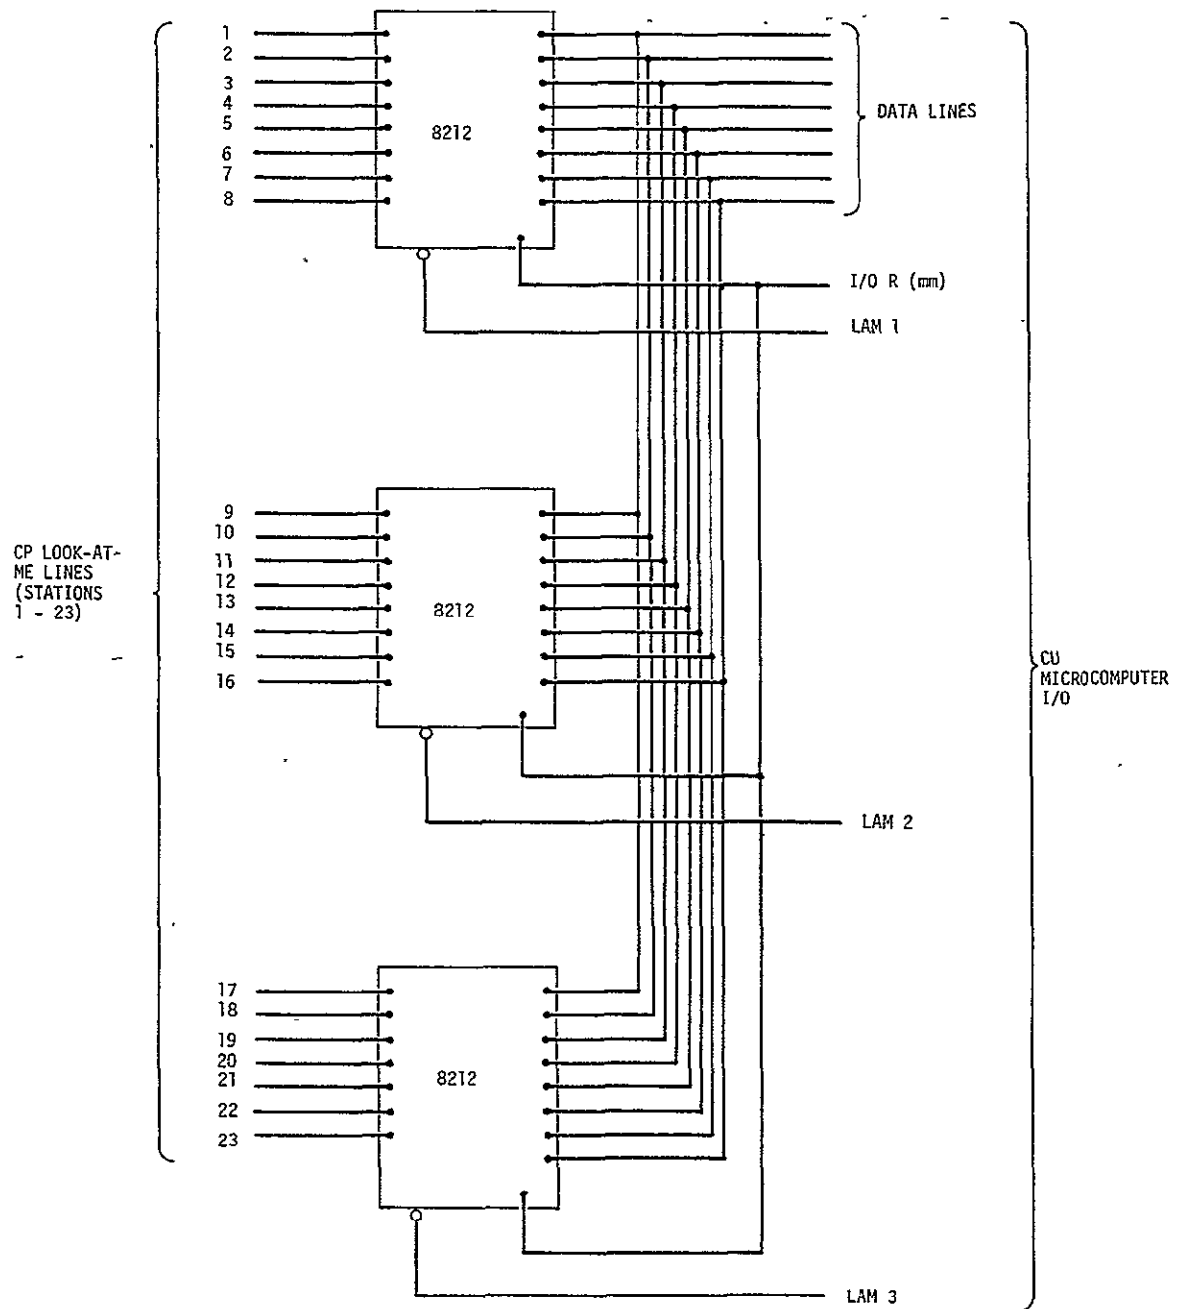 1
2
3
4
5
6
7
8
8212
DATA LINES
I/O R (mm)
LAM 1
9
10
11
12
13
14
15
16
8212
CP LOOK-AT-
ME LINES
(STATIONS
1 - 23)
CU
MICROCOMPUTER
I/O
LAM 2
17
18
19
20
21
22
23
8212
LAM 3